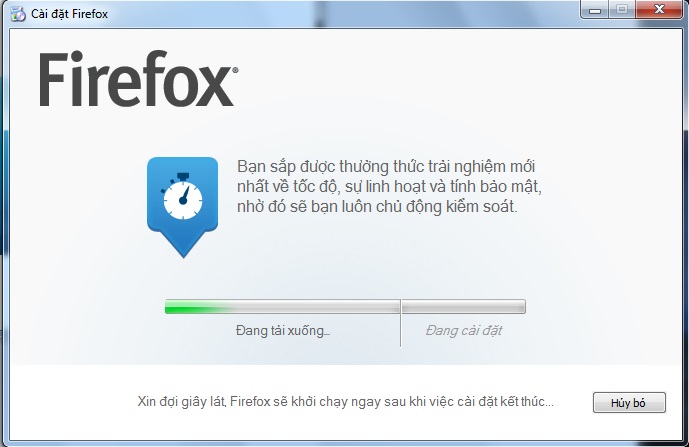 Cài đặt Firefox
Firefox®
Bạn sắp được thưởng thức trải nghiệm mới
nhất về tốc độ, sự linh hoạt và tính bảo mật,
nhờ đó sẽ bạn luôn chủ động kiểm soát.
Đang tải xuống...
Đang cài đặt
Xin đợi giây lát, Firefox sẽ khởi chạy ngay sau khi việc cài đặt kết thúc...
Hủy bỏ